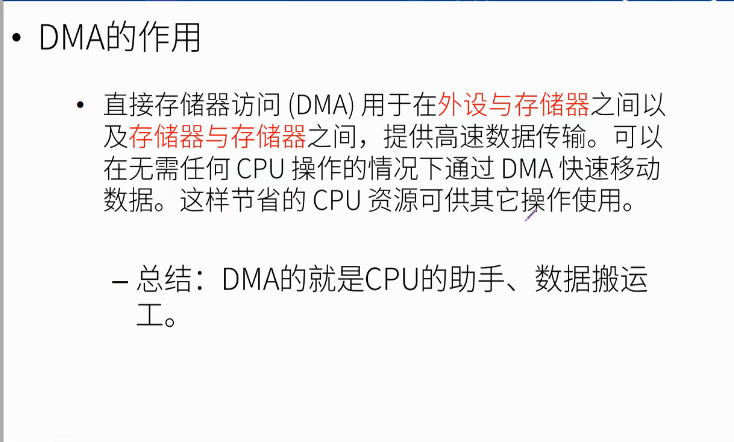 • DMA的作用
• 直接存储器访问 (DMA) 用于在外设与存储器之间以
及存储器与存储器之间，提供高速数据传输。可以
在无需任何 CPU 操作的情况下通过 DMA 快速移动
数据。这样节省的 CPU 资源可供其它操作使用。
– 总结：DMA的就是CPU的助手、数据搬运
工。